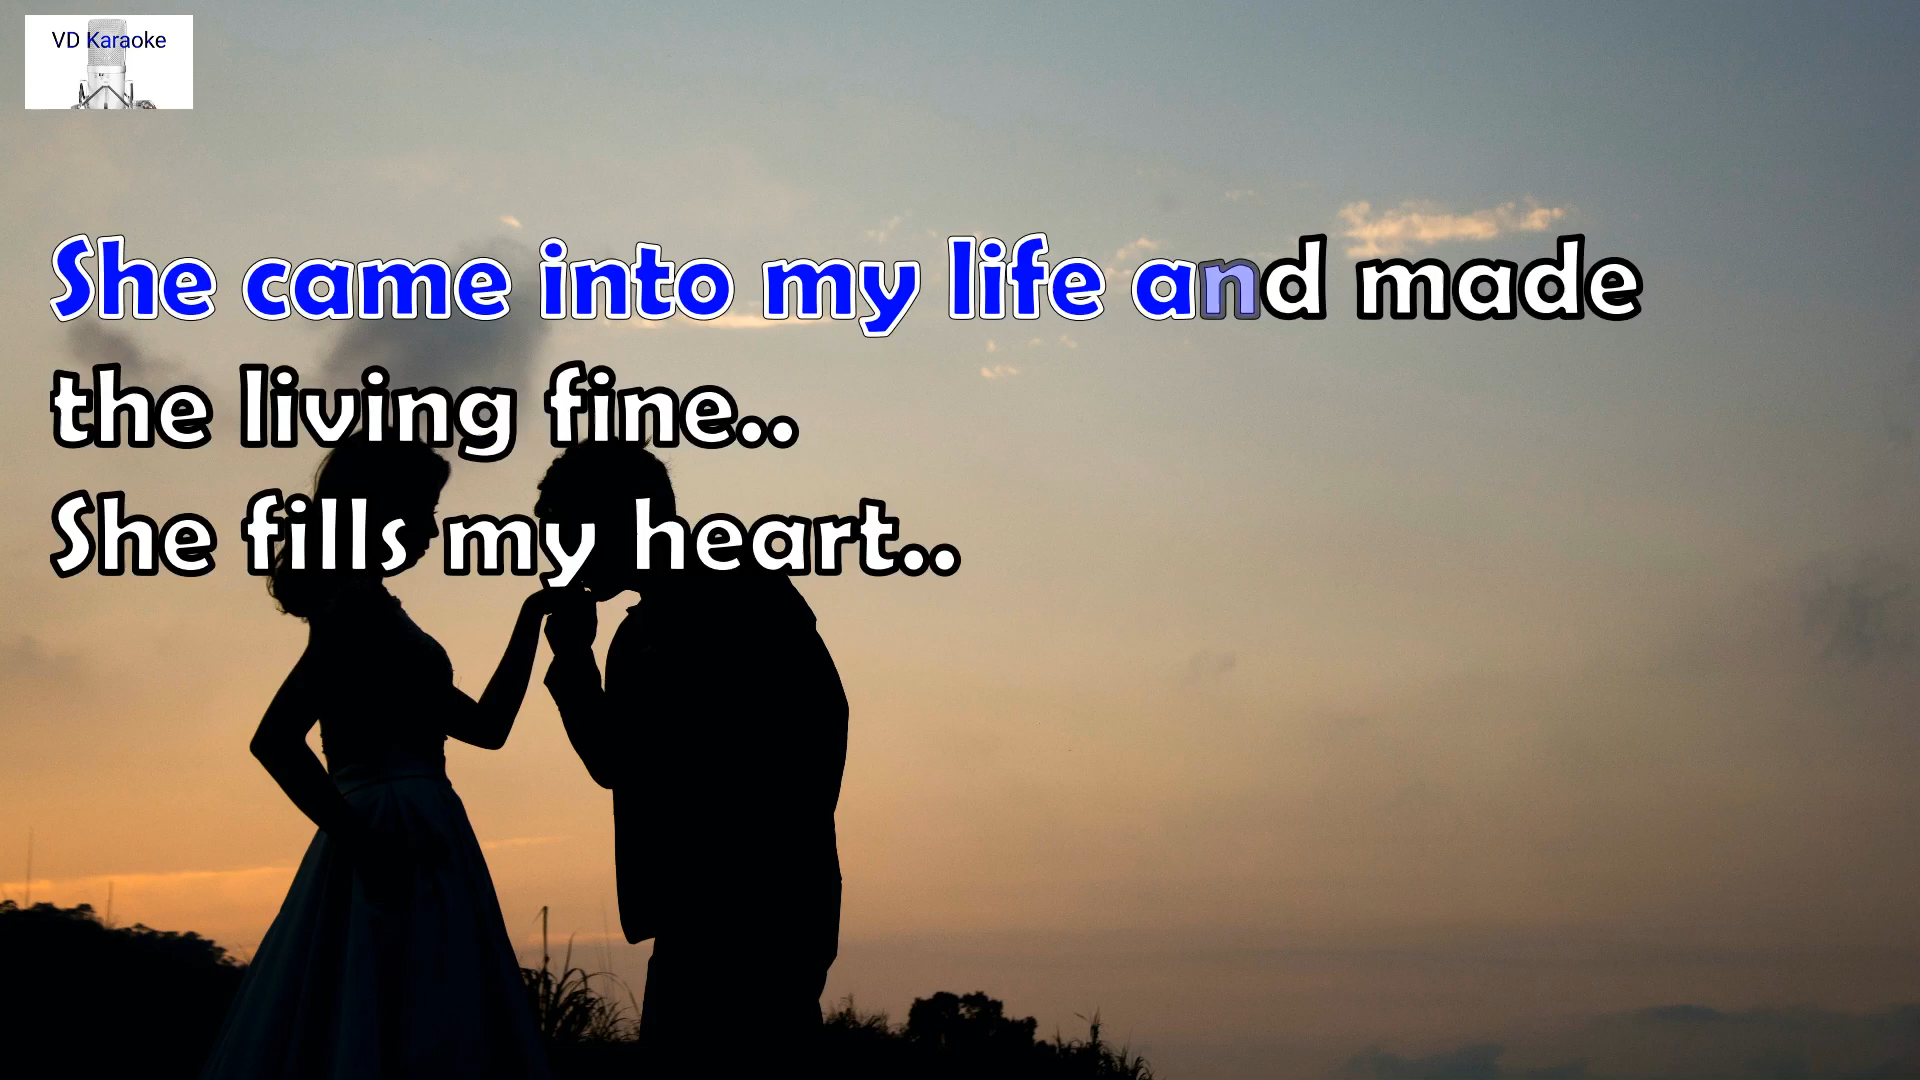 VD Karaoke
She came into my life and made
the living fine..
She fills my heart..